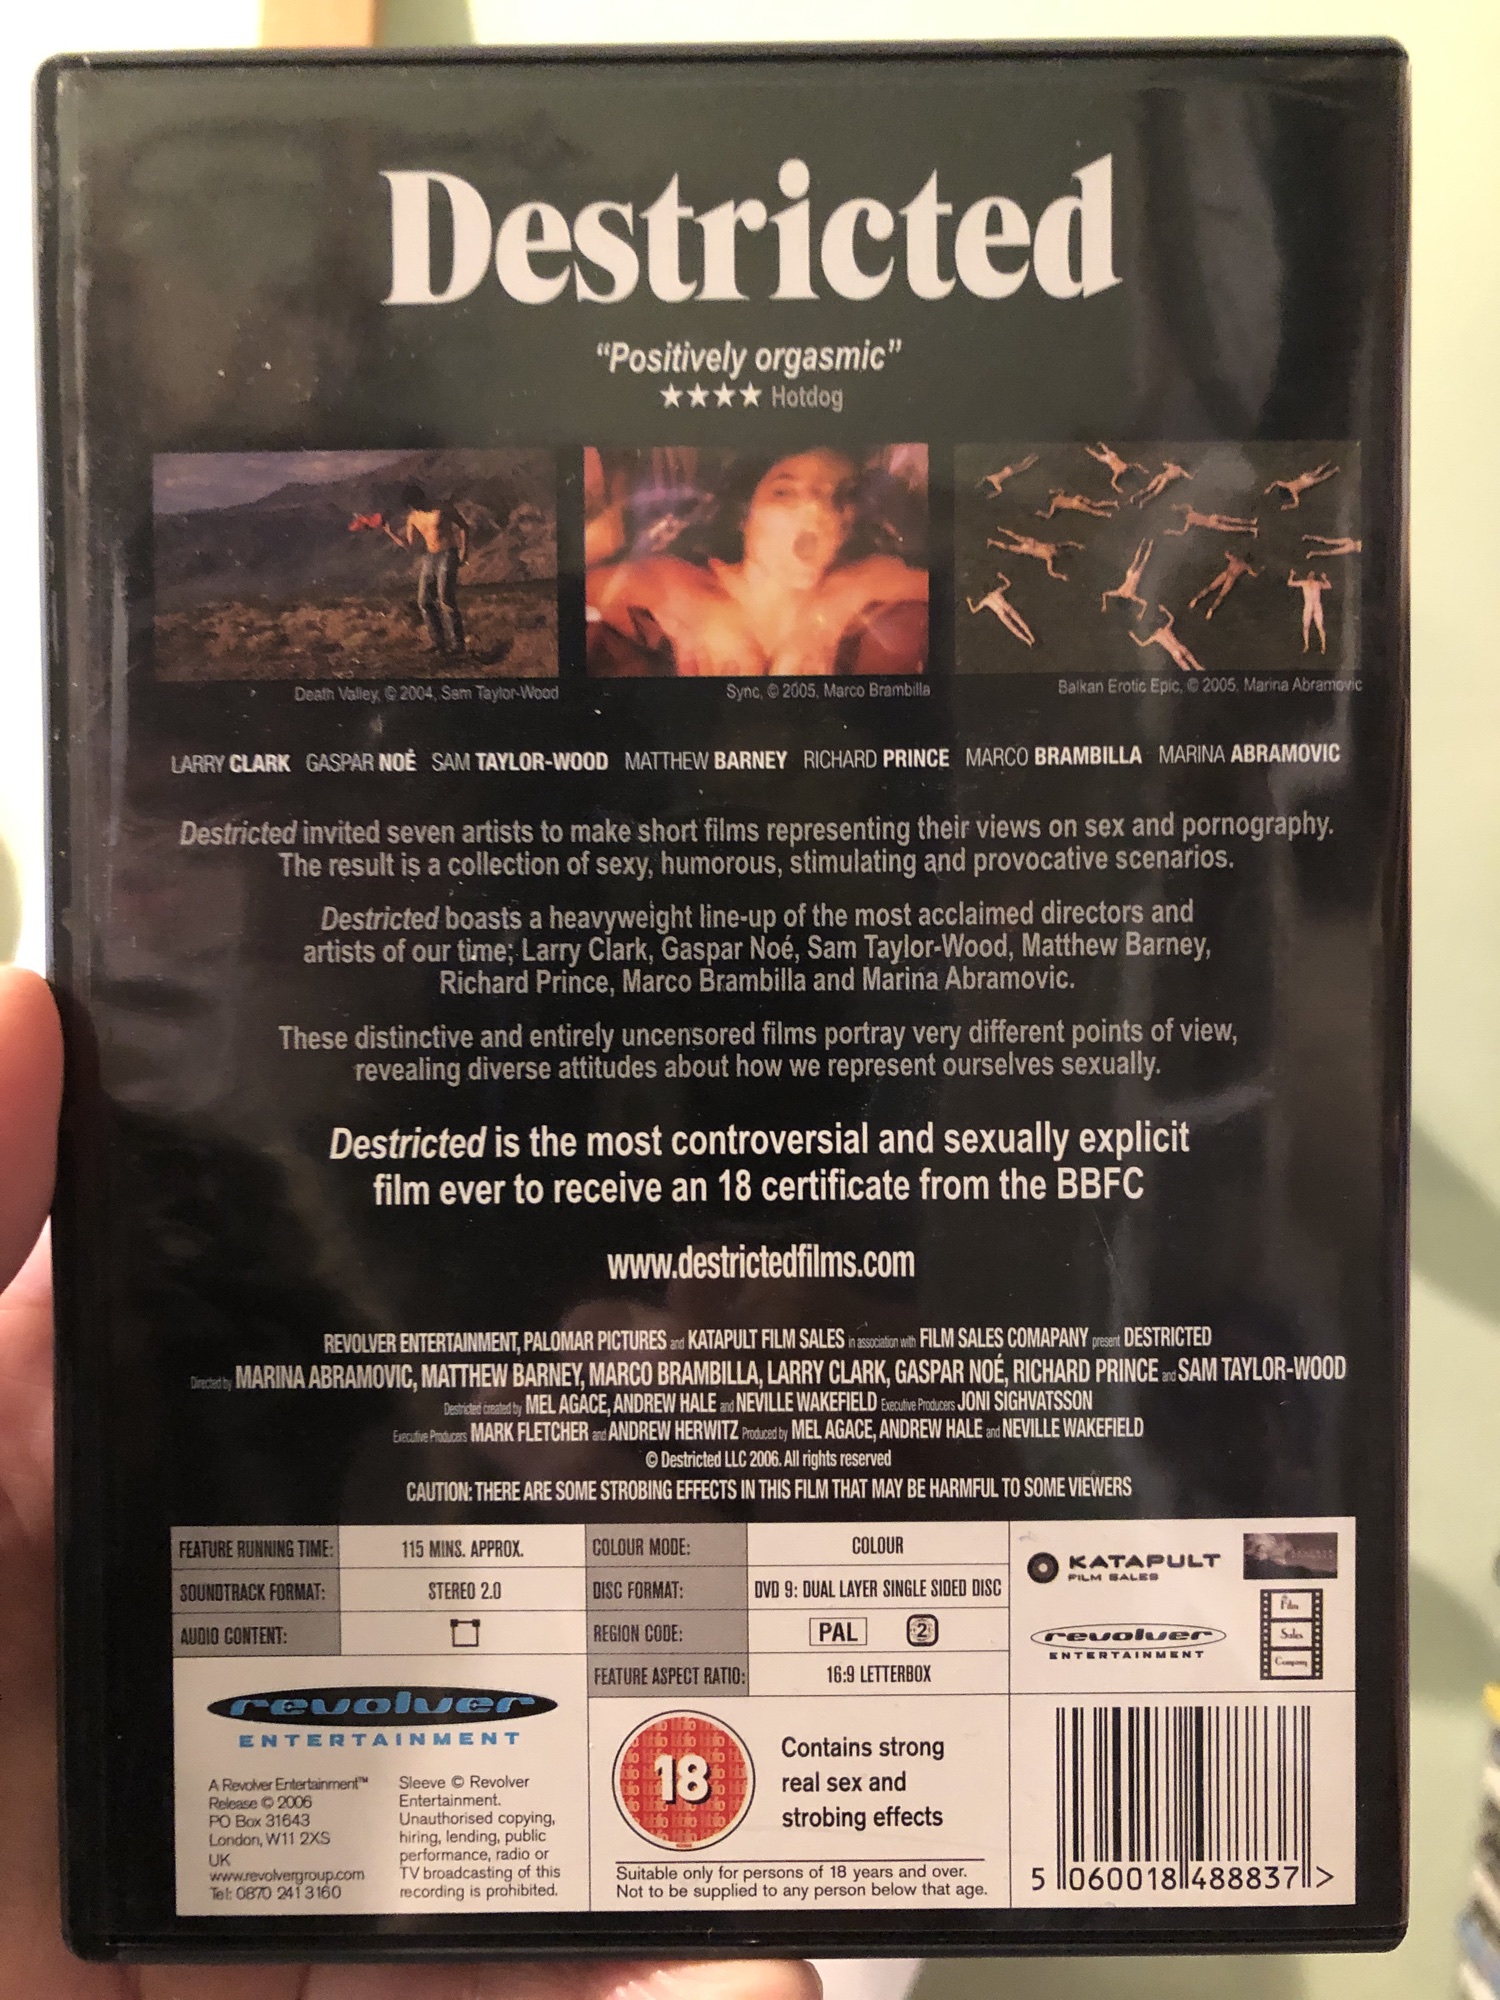 Destricted
“Positively orgasmic”
★★★★ Hotdog
Death Valley, © 2004, Sam Taylor-Wood
Sync, © 2005, Marco Brambilla
Balkan Erotic Epic, © 2005, Marina Abramovic
LARRY CLARK GASPAR NOÉ SAM TAYLOR-WOOD MATTHEW BARNEY RICHARD PRINCE MARCO BRAMBILLA MARINA ABRAMOVIC
Destricted invited seven artists to make short films representing their views on sex and pornography.
The result is a collection of sexy, humorous, stimulating and provocative scenarios.
Destricted boasts a heavyweight line-up of the most acclaimed directors and
artists of our time; Larry Clark, Gaspar Noé, Sam Taylor-Wood, Matthew Barney,
Richard Prince, Marco Brambilla and Marina Abramovic.
These distinctive and entirely uncensored films portray very different points of view,
revealing diverse attitudes about how we represent ourselves sexually.
Destricted is the most controversial and sexually explicit
film ever to receive an 18 certificate from the BBFC
www.destrictedfilms.com
REVOLVER ENTERTAINMENT, PALOMAR PICTURES and KATAPULT FILM SALES in association with FILM SALES COMAPANY present DESTRICTED
Directed by MARINA ABRAMOVIC, MATTHEW BARNEY, MARCO BRAMBILLA, LARRY CLARK, GASPAR NOÉ, RICHARD PRINCE and SAM TAYLOR-WOOD
Destricted created by MEL AGACE, ANDREW HALE and NEVILLE WAKEFIELD Executive Producers JONI SIGHVATSSON
Executive Producers MARK FLETCHER and ANDREW HERWITZ Produced by MEL AGACE, ANDREW HALE and NEVILLE WAKEFIELD
© Destricted LLC 2006. All rights reserved
CAUTION: THERE ARE SOME STROBING EFFECTS IN THIS FILM THAT MAY BE HARMFUL TO SOME VIEWERS
FEATURE RUNNING TIME: 115 MINS. APPROX.
SOUNDTRACK FORMAT: STEREO 2.0
AUDIO CONTENT:
COLOUR MODE: COLOUR
DISC FORMAT: DVD 9: DUAL LAYER SINGLE SIDED DISC
REGION CODE: PAL 2
FEATURE ASPECT RATIO: 16:9 LETTERBOX
KATAPULT
FILM SALES
revolver
ENTERTAINMENT
Film
Sales
Company
revolver
ENTERTAINMENT
A Revolver Entertainment™
Release © 2006
PO Box 31643
London, W11 2XS
UK
www.revolvergroup.com
Tel: 0870 241 3160
Sleeve © Revolver
Entertainment.
Unauthorised copying,
hiring, lending, public
performance, radio or
TV broadcasting of this
recording is prohibited.
18
Contains strong
real sex and
strobing effects
Suitable only for persons of 18 years and over.
Not to be supplied to any person below that age.
5 060018 488837 >